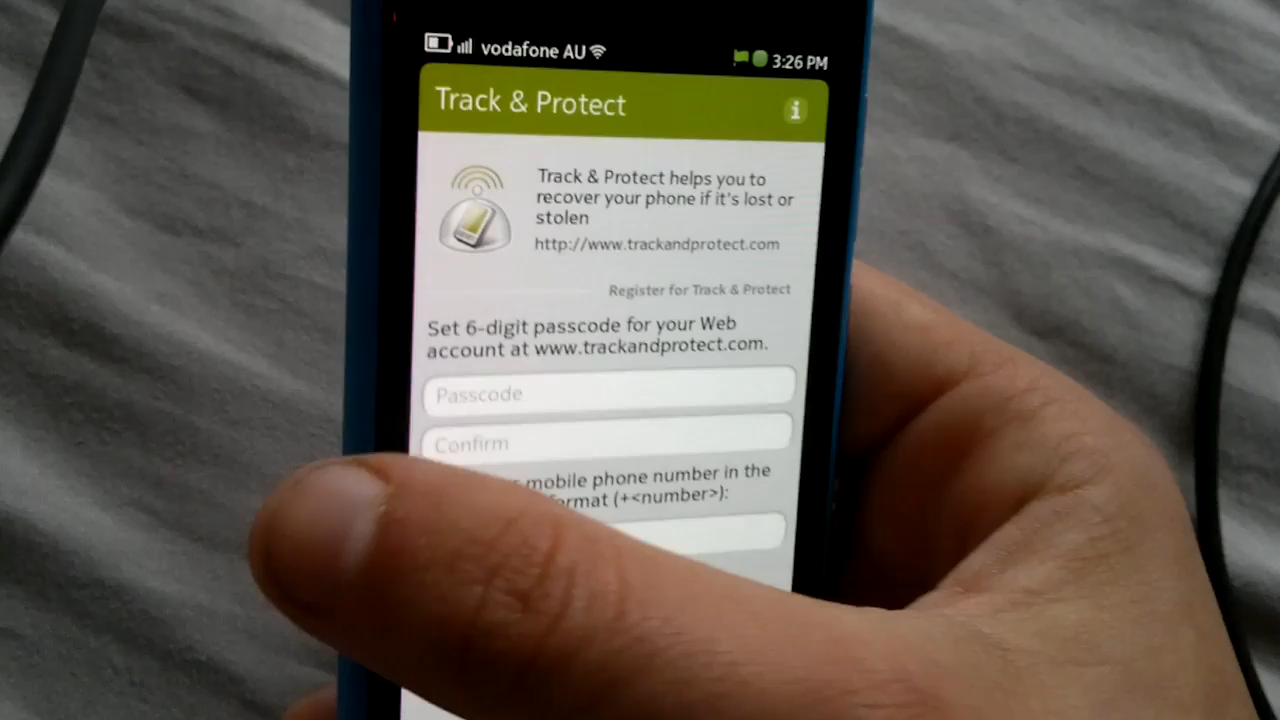 vodafone AU
3:26 PM
Track & Protect
i
Track & Protect helps you to
recover your phone if it's lost or
stolen
http://www.trackandprotect.com
Register for Track & Protect
Set 6-digit passcode for your Web
account at www.trackandprotect.com.
Passcode
Confirm
mobile phone number in the
(+<number>):